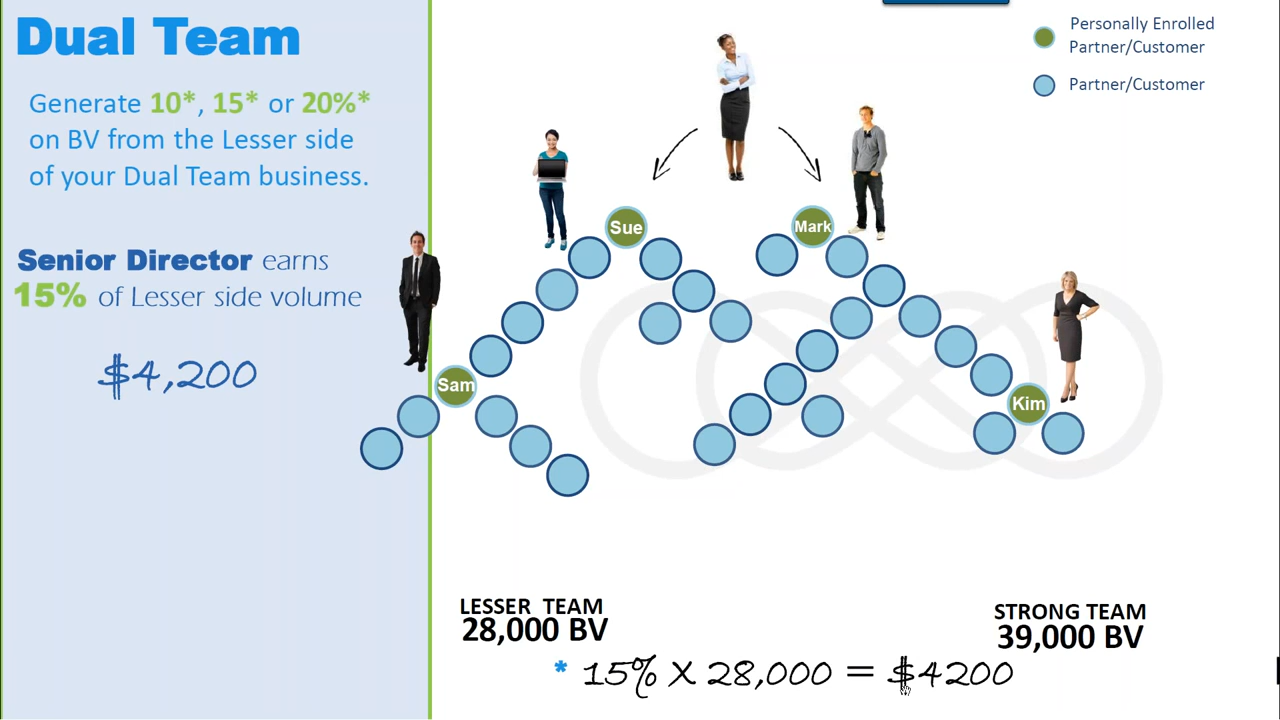 Dual Team
Generate 10*, 15* or 20%*
on BV from the Lesser side
of your Dual Team business.
Senior Director earns
15% of Lesser side volume
$4,200
Personally Enrolled
Partner/Customer
Partner/Customer
Sue
Mark
Sam
Kim
LESSER TEAM
28,000 BV
STRONG TEAM
39,000 BV
* 15% X 28,000 = $4200